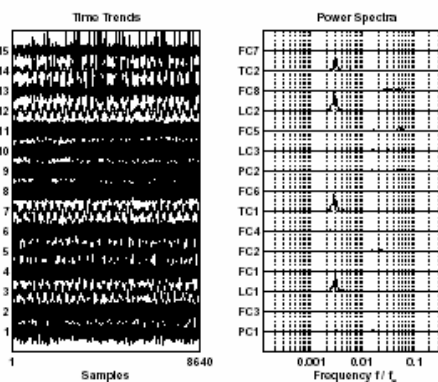 Time Trends
Power Spectra
15
14
13
12
11
10
9
8
7
6
5
4
3
2
1
FC7
TC2
FC8
LC2
FC5
LC3
PC2
FC6
TC1
FC4
FC2
FC1
LC1
FC3
PC1
1
8640
0.001
0.01
0.1
Samples
Frequency f / f